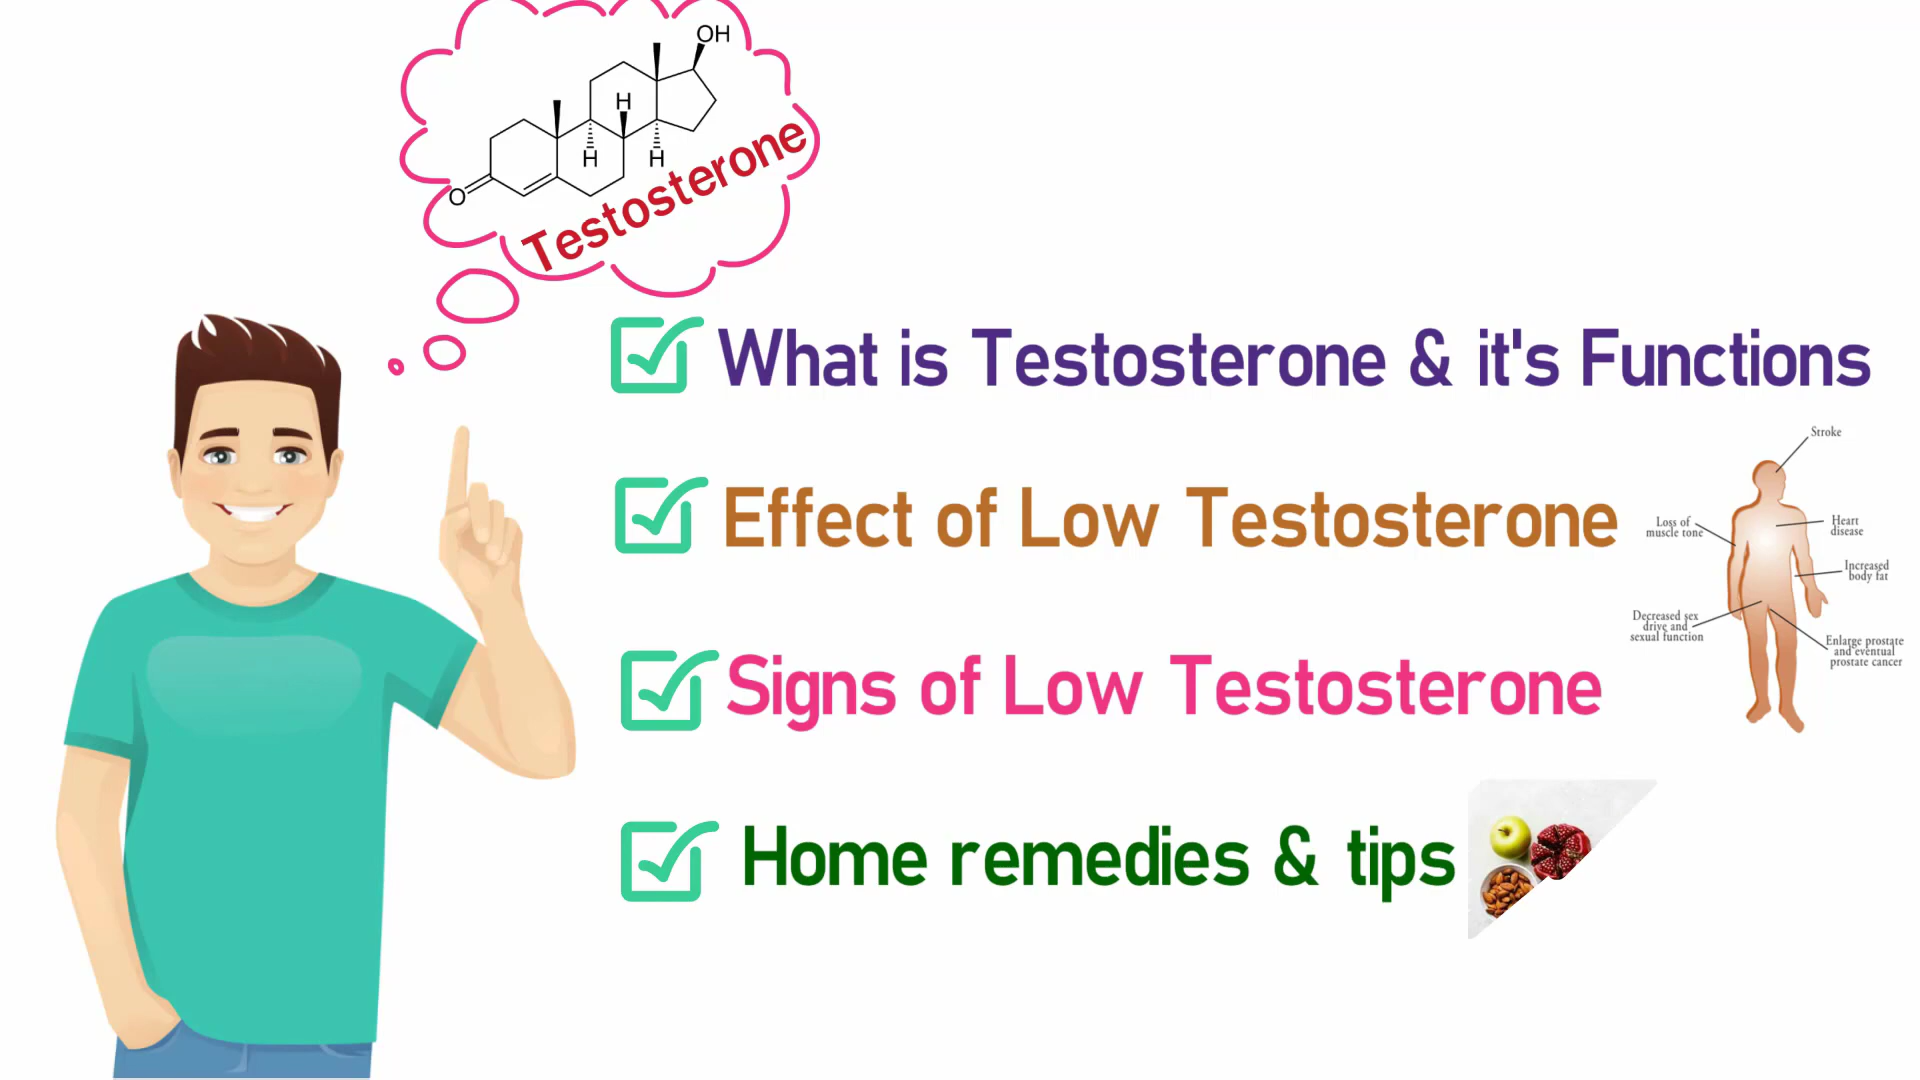 OH
H
H
H
O
Testosterone
What is Testosterone & it's Functions
Stroke
Effect of Low Testosterone
Loss of
muscle tone
Heart
disease
Increased
body fat
Decreased sex
drive and
sexual function
Enlarge prostate
and eventual
prostate cancer
Signs of Low Testosterone
Home remedies & tips